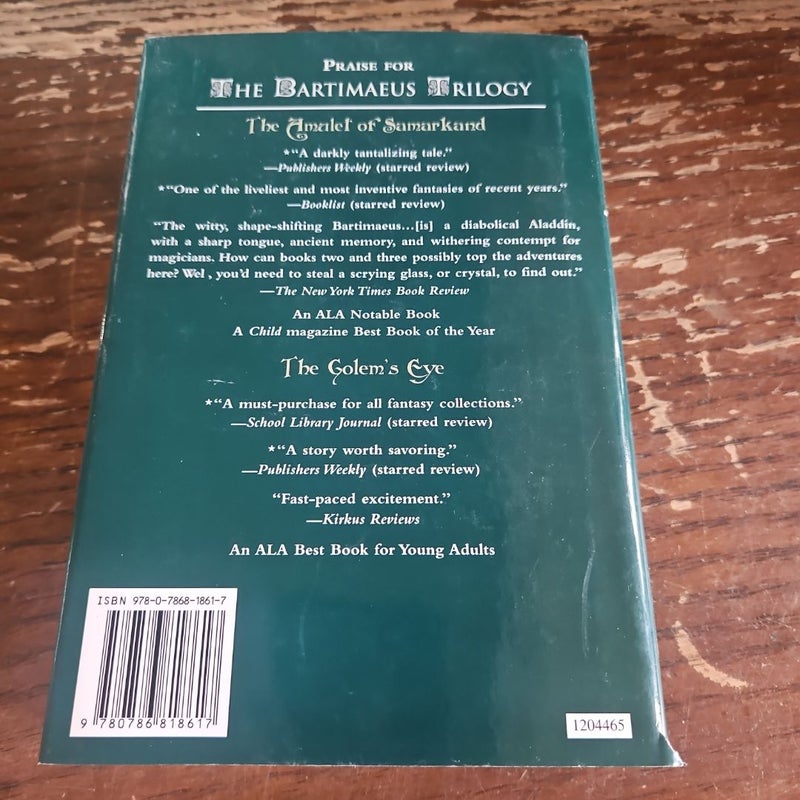 PRAISE FOR
THE BARTIMAEUS TRILOGY
The Amulet of Samarkand
*“A darkly tantalizing tale.”
—Publishers Weekly (starred review)
*“One of the liveliest and most inventive fantasies of recent years.”
—Booklist (starred review)
“The witty, shape-shifting Bartimaeus...[is] a diabolical Aladdin,
with a sharp tongue, ancient memory, and withering contempt for
magicians. How can books two and three possibly top the adventures
here? Wel , you’d need to steal a scrying glass, or crystal, to find out.”
—The New York Times Book Review
An ALA Notable Book
A Child magazine Best Book of the Year
The Golem’s Eye
*“A must-purchase for all fantasy collections.”
—School Library Journal (starred review)
*“A story worth savoring.”
—Publishers Weekly (starred review)
“Fast-paced excitement.”
—Kirkus Reviews
An ALA Best Book for Young Adults
ISBN 978-0-7868-1861-7
9 780786 818617
1204465